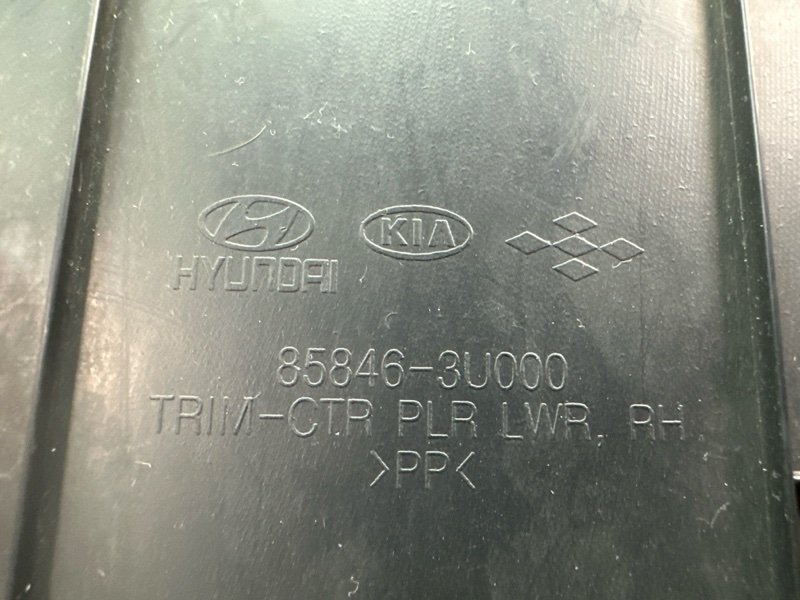 HYUNDAI KIA
85846-3U000
TRIM-CTR PLR LWR, RH
>PP<